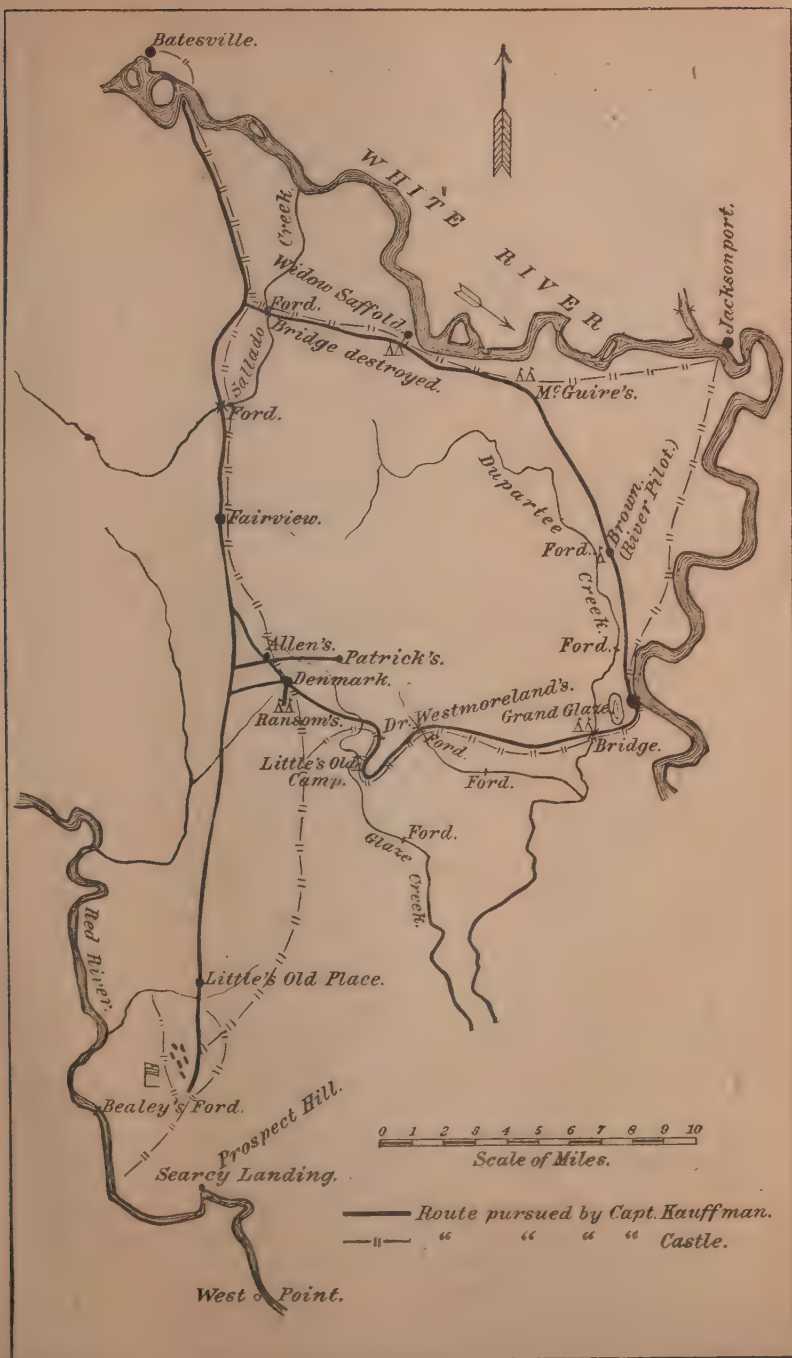 Batesville.
WHITE RIVER
Creek.
Widow Saffold.
Jacksonport.
Ford.
Sallado
Bridge destroyed.
McGuire's.
Ford.
Dupartee
Creek.
Brown.
(River Pilot.)
Fairview.
Ford.
Ford.
Allen's.
Patrick's.
Denmark.
Ransom's.
Dr. Westmoreland's.
Grand Glaze.
Ford.
Bridge.
Little's Old
Camp.
Ford.
Glaze
Creek.
Ford.
Red River.
Little's Old Place.
Bealey's Ford.
Prospect Hill.
Searcy Landing.
0 1 2 3 4 5 6 7 8 9 10
Scale of Miles.
Route pursued by Capt. Kauffman.
" " " " Castle.
West Point.